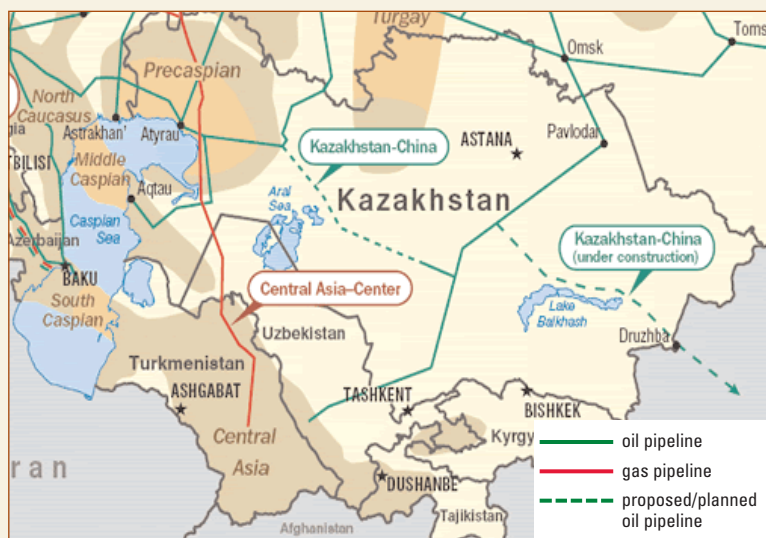 Turgay
Toms
Omsk
Precaspian
North
Caucasus
Astrakhan'
Atyrau
ASTANA
Pavlodar
Kazakhstan-China
gia
TBILISI
Middle
Caspian
Aqtau
Aral
Sea
Kazakhstan
Caspian
Sea
Azerbaijan
BAKU
Kazakhstan-China
(under construction)
Central Asia–Center
South
Caspian
Uzbekistan
Lake
Balkhash
Druzhba
Turkmenistan
ASHGABAT
TASHKENT
BISHKEK
Central
Asia
Kyrgy
ran
DUSHANBE
Tajikistan
Afghanistan
oil pipeline
gas pipeline
proposed/planned
oil pipeline